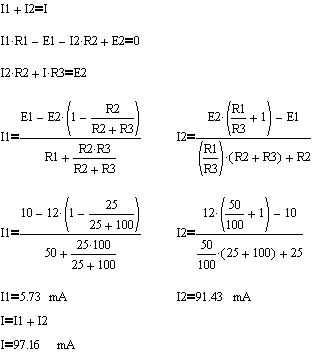 I1 + I2=I
I1·R1 − E1 − I2·R2 + E2=0
I2·R2 + I·R3=E2
I1=(E1 − E2·(1 − R2/(R2 + R3)))/(R1 + R2·R3/(R2 + R3)) I2=(E2·(R1/R3 + 1) − E1)/((R1/R3)·(R2 + R3) + R2)
I1=(10 − 12·(1 − 25/(25 + 100)))/(50 + 25·100/(25 + 100)) I2=(12·(50/100 + 1) − 10)/(50/100·(25 + 100) + 25)
I1=5.73 mA I2=91.43 mA
I=I1 + I2
I=97.16 mA